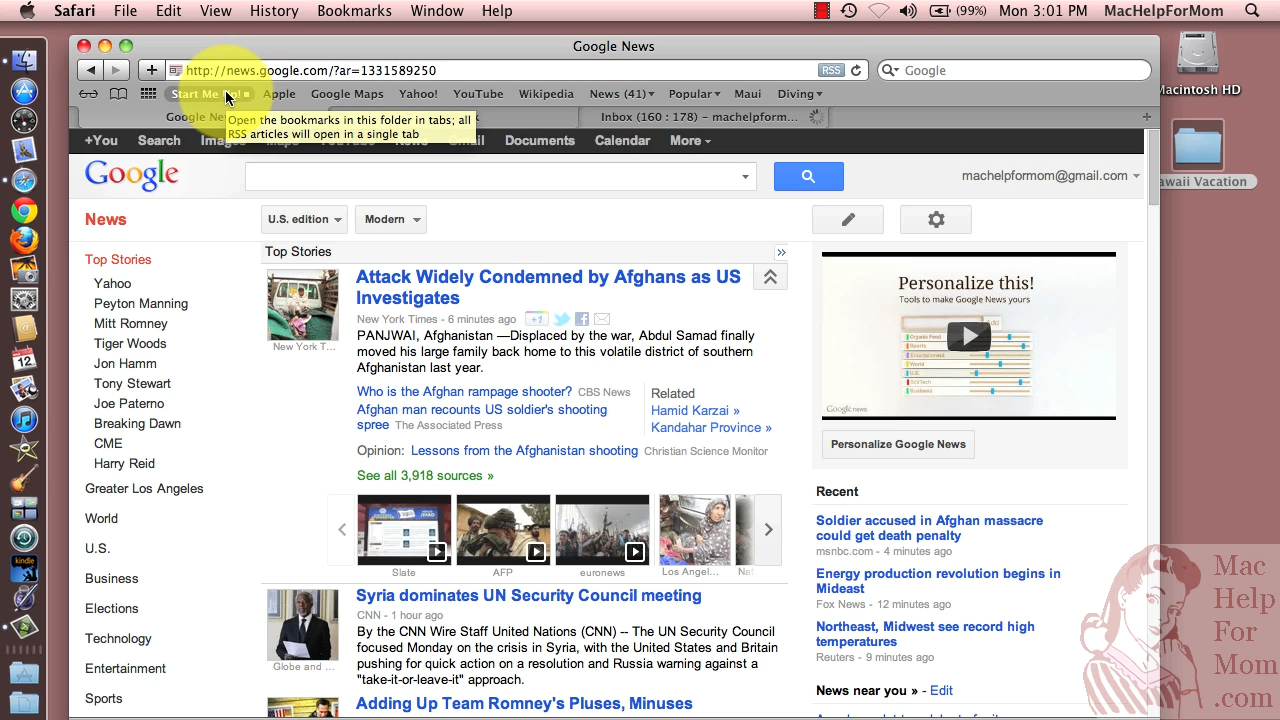 Safari File Edit View History Bookmarks Window Help (99%) Mon 3:01 PM MacHelpForMom
Google News
http://news.google.com/?ar=1331589250 RSS Google
Start Me Up! Apple Google Maps Yahoo! YouTube Wikipedia News (41) Popular Maui Diving
Inbox (160 : 178) – machelpform...
Open the bookmarks in this folder in tabs; all
RSS articles will open in a single tab
+You Search Images Maps YouTube News Gmail Documents Calendar More
Google machelpformom@gmail.com
News U.S. edition Modern
Top Stories
Yahoo
Peyton Manning
Mitt Romney
Tiger Woods
Jon Hamm
Tony Stewart
Joe Paterno
Breaking Dawn
CME
Harry Reid
Greater Los Angeles
World
U.S.
Business
Elections
Technology
Entertainment
Sports
Top Stories »
Attack Widely Condemned by Afghans as US
Investigates
New York Times - 6 minutes ago +1
PANJWAI, Afghanistan —Displaced by the war, Abdul Samad finally
moved his large family back home to this volatile district of southern
Afghanistan last year.
New York T...
Who is the Afghan rampage shooter? CBS News
Afghan man recounts US soldier's shooting
spree The Associated Press
Related
Hamid Karzai »
Kandahar Province »
Opinion: Lessons from the Afghanistan shooting Christian Science Monitor
See all 3,918 sources »
Slate AFP euronews Los Angel...
Syria dominates UN Security Council meeting
CNN - 1 hour ago
By the CNN Wire Staff United Nations (CNN) -- The UN Security Council
focused Monday on the crisis in Syria, with the United States and Britain
pushing for quick action on a resolution and Russia warning against a
"take-it-or-leave-it" approach.
Globe and ...
Adding Up Team Romney's Pluses, Minuses
Personalize this!
Tools to make Google News yours
Google news
Personalize Google News
Recent
Soldier accused in Afghan massacre
could get death penalty
msnbc.com - 4 minutes ago
Energy production revolution begins in
Mideast
Fox News - 12 minutes ago
Northeast, Midwest see record high
temperatures
Reuters - 9 minutes ago
News near you » - Edit
Macintosh HD
awaii Vacation
12
kindle
Mac
Help
For
Mom
.com